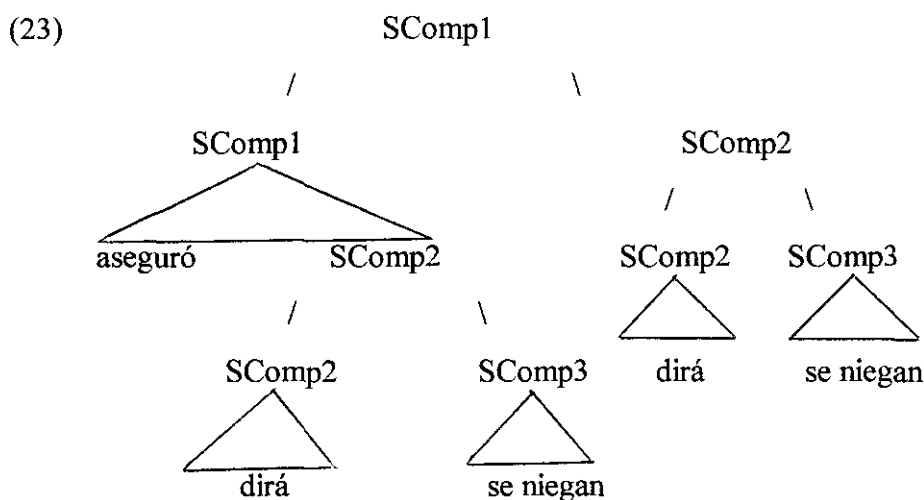 (23) SComp1
SComp1 SComp2
aseguró SComp2 SComp2 SComp3
SComp2 SComp3 dirá se niegan
dirá se niegan